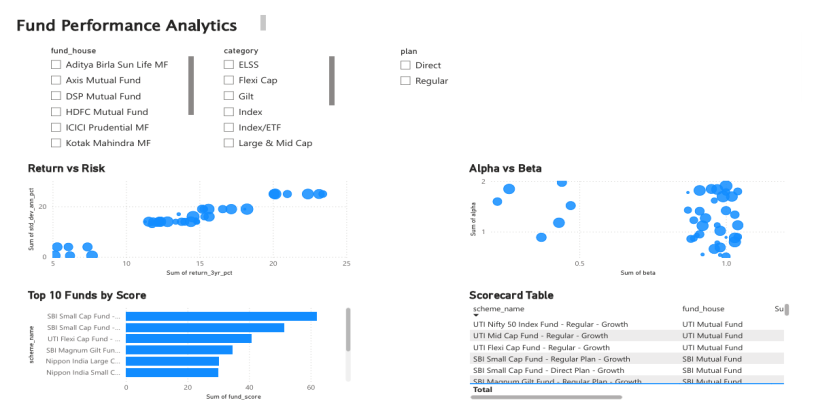 Fund Performance Analytics
fund_house
Aditya Birla Sun Life MF
Axis Mutual Fund
DSP Mutual Fund
HDFC Mutual Fund
ICICI Prudential MF
Kotak Mahindra MF
category
ELSS
Flexi Cap
Gilt
Index
Index/ETF
Large & Mid Cap
plan
Direct
Regular
Return vs Risk
Sum of std_dev_ann_pct
20
0
5 10 15 20 25
Sum of return_3yr_pct
Alpha vs Beta
Sum of alpha
2
1
0.5 1.0
Sum of beta
Top 10 Funds by Score
scheme_name
SBI Small Cap Fund -...
SBI Small Cap Fund -...
UTI Flexi Cap Fund - ...
SBI Magnum Gilt Fun...
Nippon India Large C...
Nippon India Small C...
0 20 40 60
Sum of fund_score
Scorecard Table
scheme_name fund_house Su
UTI Nifty 50 Index Fund - Regular - Growth UTI Mutual Fund
UTI Mid Cap Fund - Regular - Growth UTI Mutual Fund
UTI Flexi Cap Fund - Regular - Growth UTI Mutual Fund
SBI Small Cap Fund - Regular Plan - Growth SBI Mutual Fund
SBI Small Cap Fund - Direct Plan - Growth SBI Mutual Fund
SBI Magnum Gilt Fund - Regular Plan - Growth SBI Mutual Fund
Total